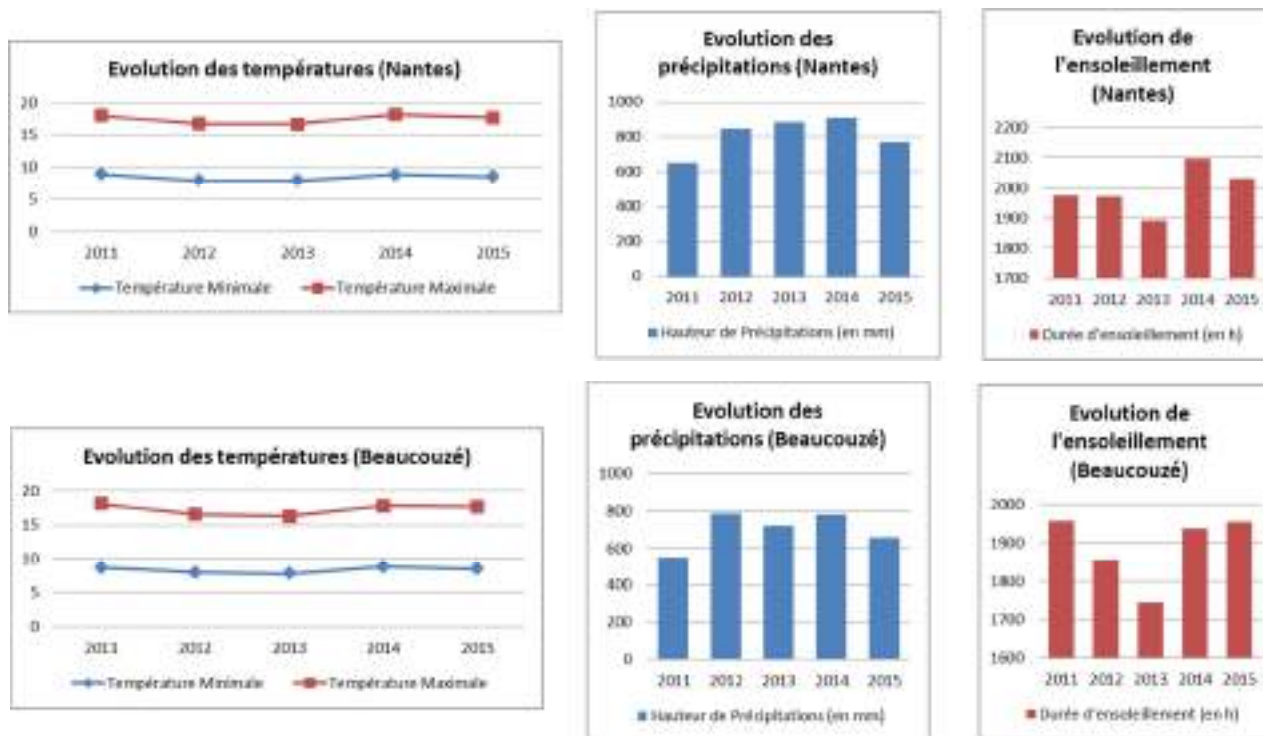 Evolution des températures (Nantes)
20
15
10
5
0
2011 2012 2013 2014 2015
Température Minimale Température Maximale
Evolution des
précipitations (Nantes)
1000
800
600
400
200
0
2011 2012 2013 2014 2015
Hauteur de Précipitations (en mm)
Evolution de
l'ensoleillement
(Nantes)
2200
2100
2000
1900
1800
1700
2011 2012 2013 2014 2015
Durée d'ensoleillement (en h)
Evolution des températures (Beaucouzé)
20
15
10
5
0
2011 2012 2013 2014 2015
Température Minimale Température Maximale
Evolution des
précipitations (Beaucouzé)
1000
800
600
400
200
0
2011 2012 2013 2014 2015
Hauteur de Précipitations (en mm)
Evolution de
l'ensoleillement
(Beaucouzé)
2000
1900
1800
1700
1600
2011 2012 2013 2014 2015
Durée d'ensoleillement (en h)